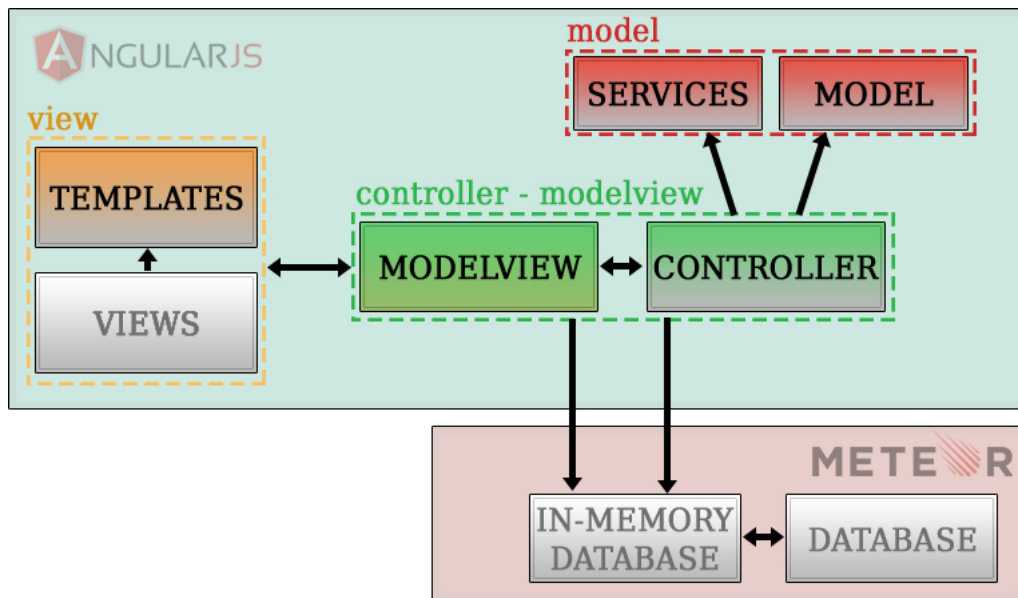 ANGULARJS
model
SERVICES
MODEL
view
TEMPLATES
VIEWS
controller - modelview
MODELVIEW
CONTROLLER
METEOR
IN-MEMORY
DATABASE
DATABASE